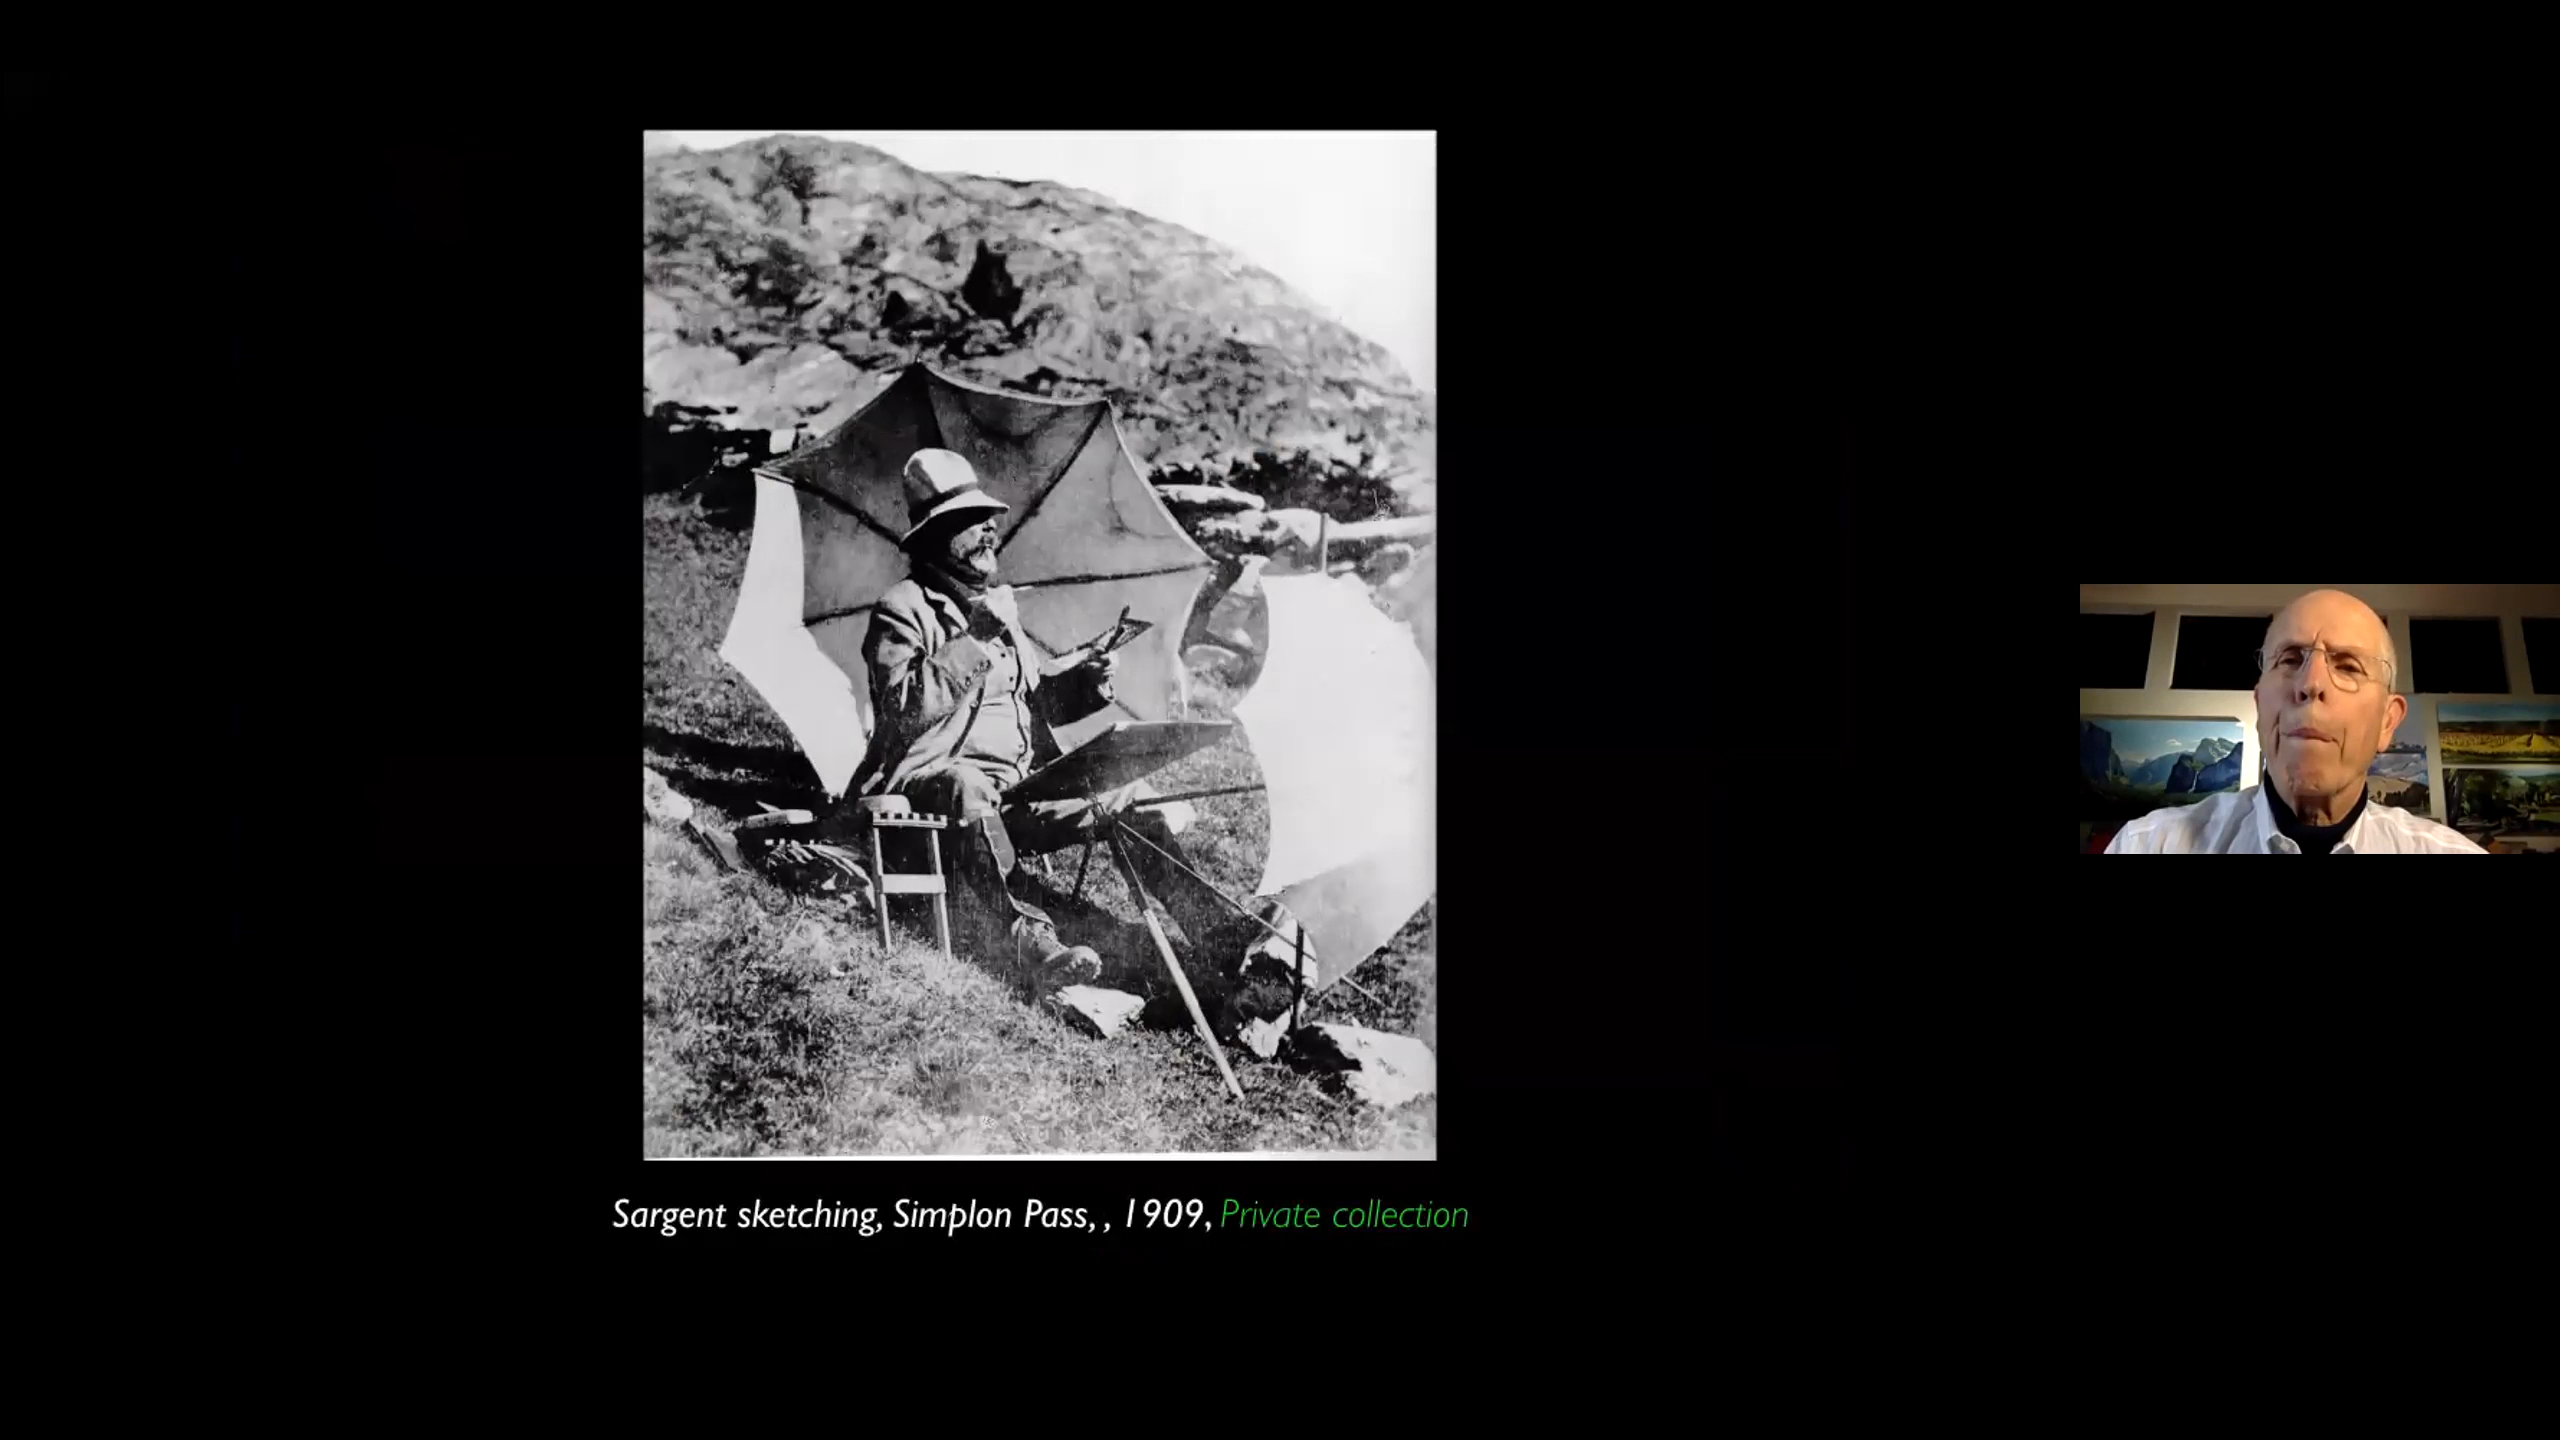 Sargent sketching, Simplon Pass, , 1909, Private collection